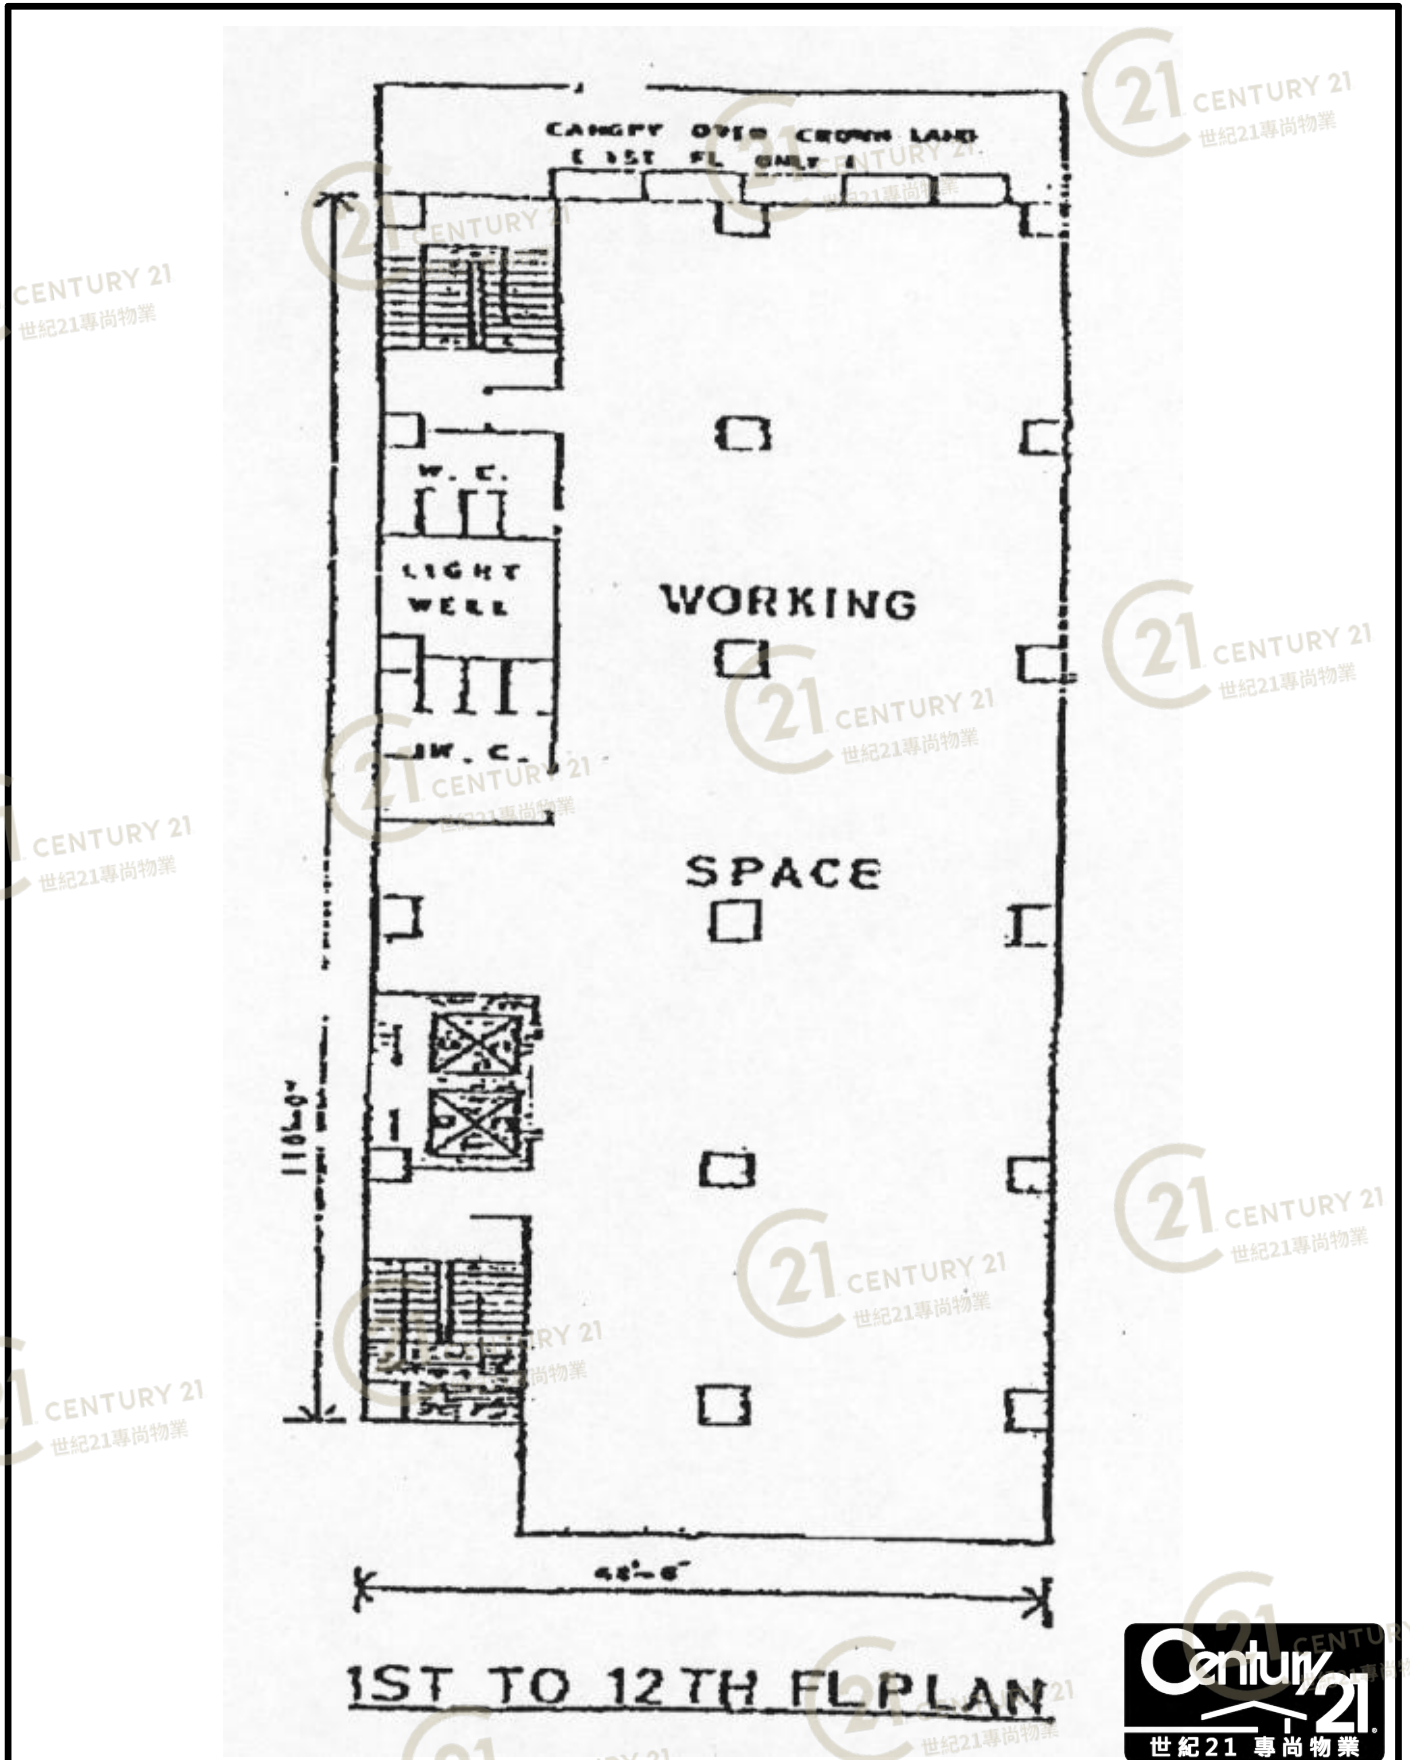 CANOPY OVER CROWN LAND
( 1ST FL ONLY )
W. C.
LIGHT
WELL
WORKING
W. C.
SPACE
1ST TO 12TH FL PLAN
CENTURY 21
世紀21專尚物業
Century 21
世紀21 專尚物業